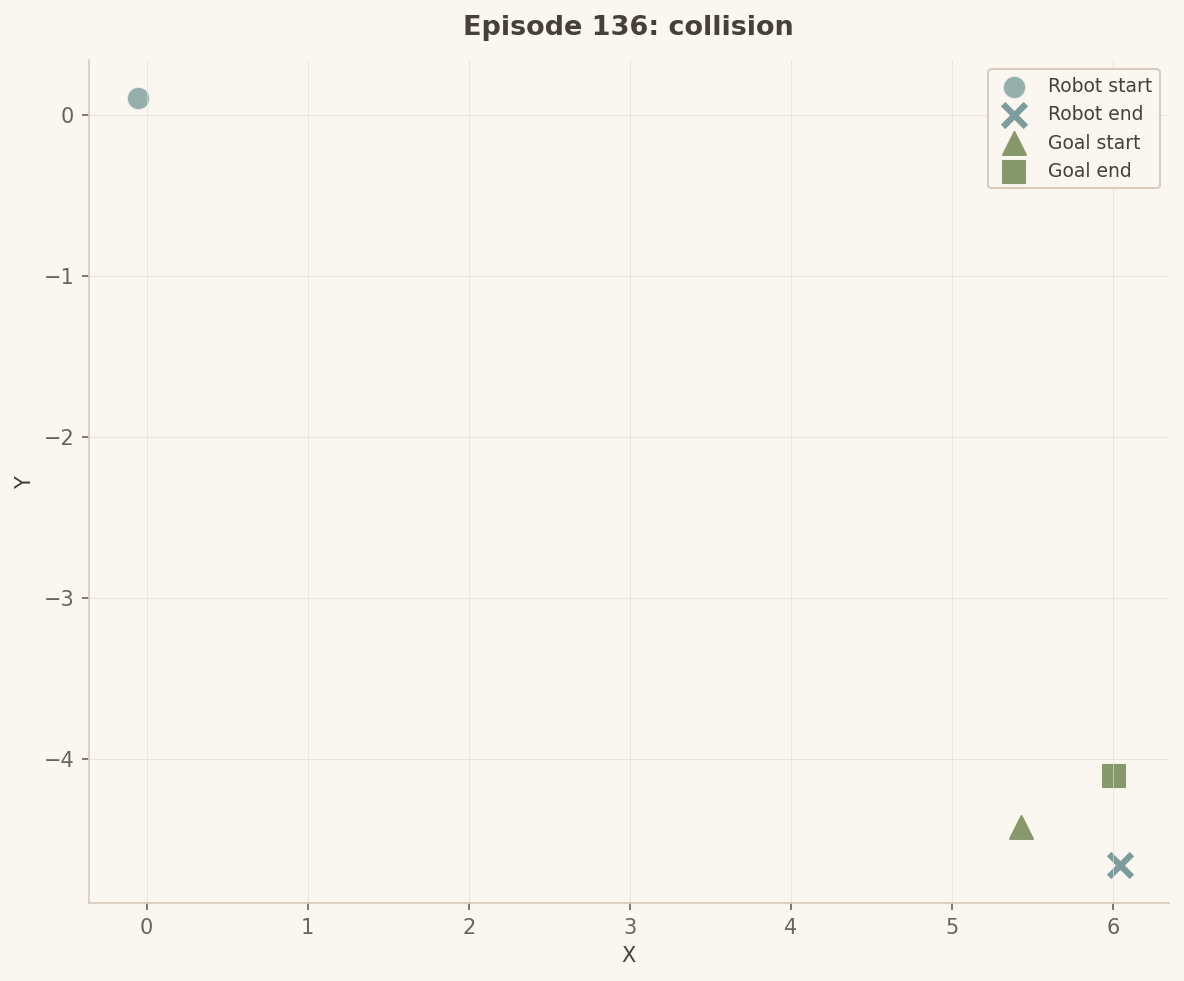 Episode 136: collision
Robot start
Robot end
Goal start
Goal end
0
−1
−2
−3
−4
Y
0 1 2 3 4 5 6
X